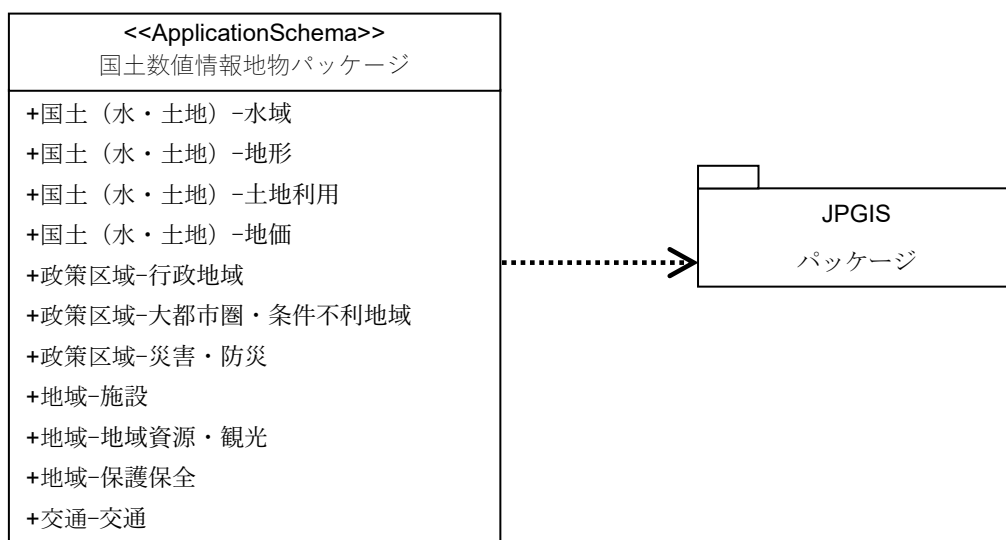 <<ApplicationSchema>>
国土数値情報地物パッケージ
+国土（水・土地）−水域
+国土（水・土地）−地形
+国土（水・土地）−土地利用
+国土（水・土地）−地価
+政策区域−行政地域
+政策区域−大都市圏・条件不利地域
+政策区域−災害・防災
+地域−施設
+地域−地域資源・観光
+地域−保護保全
+交通−交通
JPGIS
パッケージ